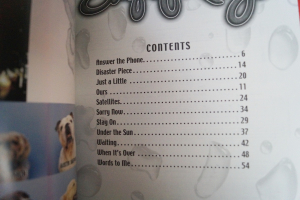 CONTENTS
Answer the Phone 6
Disaster Piece 14
Just a Little 20
Ours 11
Satellites 24
Sorry Now 34
Stay On 29
Under the Sun 37
Waiting 42
When It's Over 48
Words to Me 54